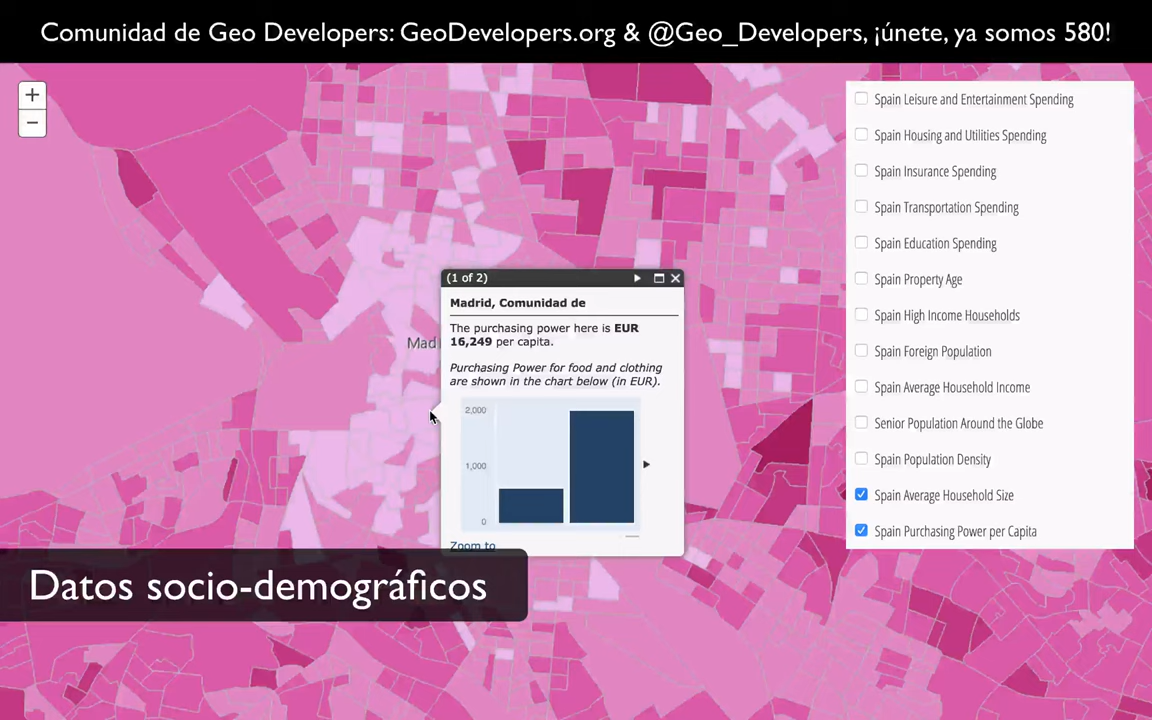 Comunidad de Geo Developers: GeoDevelopers.org & @Geo_Developers, ¡únete, ya somos 580!
+
−
Spain Leisure and Entertainment Spending
Spain Housing and Utilities Spending
Spain Insurance Spending
Spain Transportation Spending
Spain Education Spending
Spain Property Age
Spain High Income Households
Spain Foreign Population
Spain Average Household Income
Senior Population Around the Globe
Spain Population Density
Spain Average Household Size
Spain Purchasing Power per Capita
Mad
(1 of 2)
Madrid, Comunidad de
The purchasing power here is EUR
16,249 per capita.
Purchasing Power for food and clothing
are shown in the chart below (in EUR).
2,000
1,000
0
Zoom to
Datos socio-demográficos